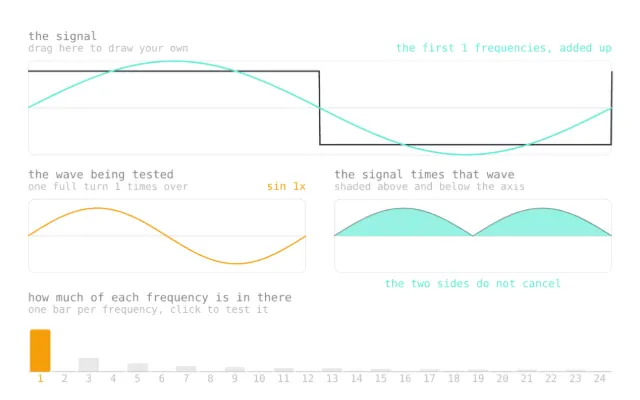 the signal
drag here to draw your own
the first 1 frequencies, added up
the wave being tested
one full turn 1 times over
sin 1x
the signal times that wave
shaded above and below the axis
the two sides do not cancel
how much of each frequency is in there
one bar per frequency, click to test it
1 2 3 4 5 6 7 8 9 10 11 12 13 14 15 16 17 18 19 20 21 22 23 24